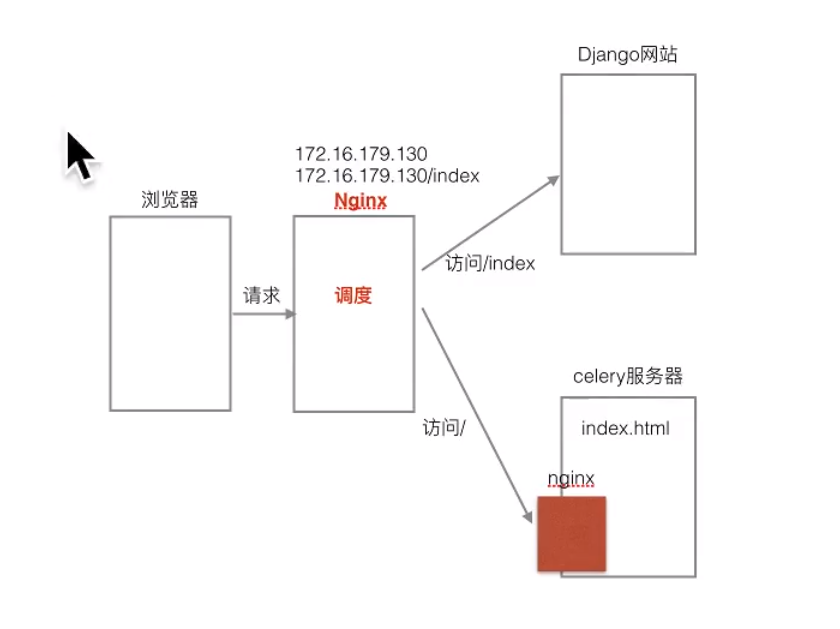 Django网站
172.16.179.130
172.16.179.130/index
浏览器
Nginx
访问/index
请求
调度
celery服务器
访问/
index.html
nginx